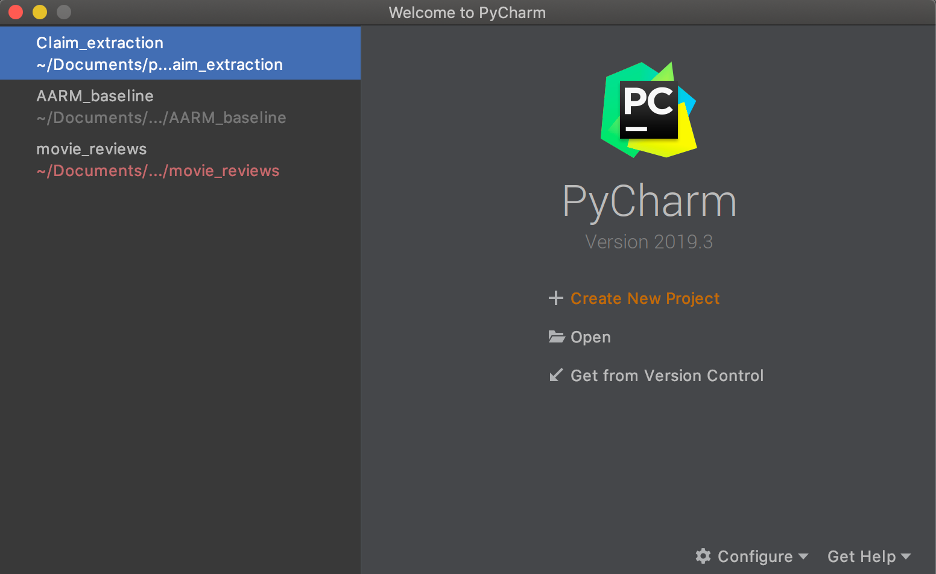 Welcome to PyCharm
Claim_extraction
~/Documents/p...aim_extraction
AARM_baseline
~/Documents/.../AARM_baseline
movie_reviews
~/Documents/.../movie_reviews
PC
PyCharm
Version 2019.3
Create New Project
Open
Get from Version Control
Configure
Get Help